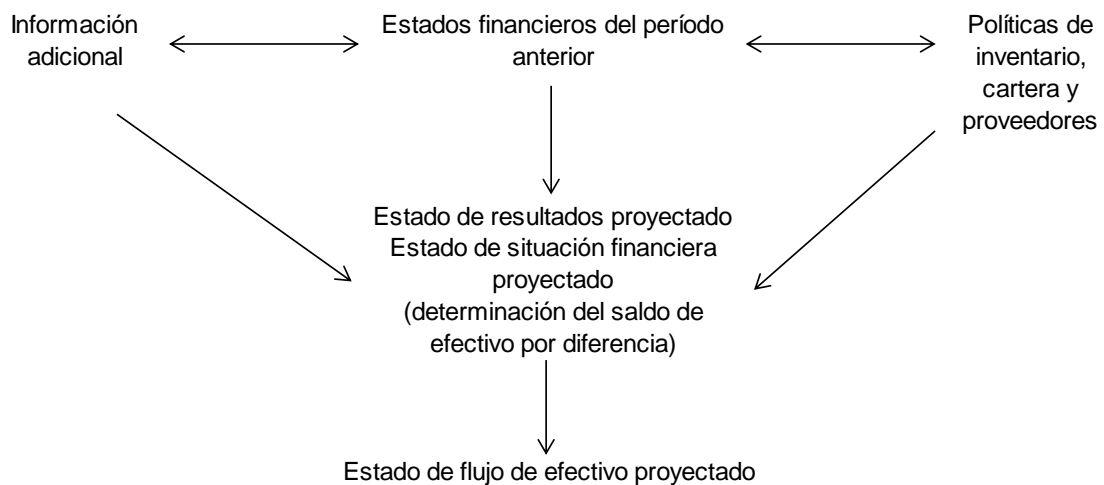 Información
adicional
Estados financieros del período
anterior
Políticas de
inventario,
cartera y
proveedores
Estado de resultados proyectado
Estado de situación financiera
proyectado
(determinación del saldo de
efectivo por diferencia)
Estado de flujo de efectivo proyectado